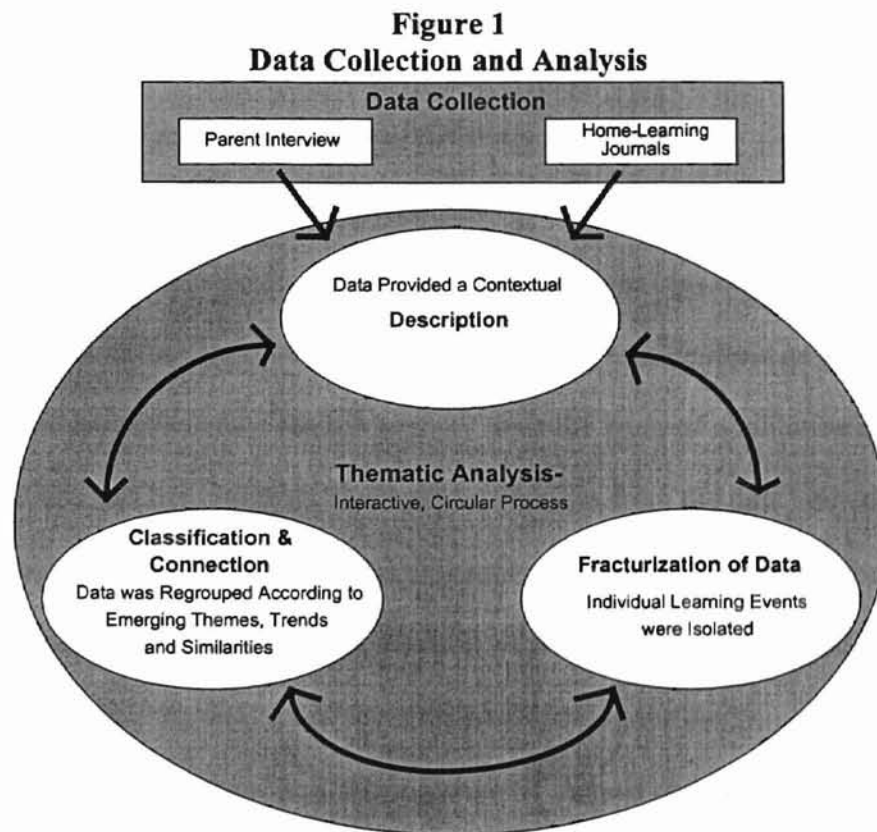 Figure 1
Data Collection and Analysis
Data Collection
Parent Interview
Home-Learning
Journals
Data Provided a Contextual
Description
Thematic Analysis-
Interactive, Circular Process
Classification &
Connection
Data was Regrouped According to
Emerging Themes, Trends
and Similarities
Fracturization of Data
Individual Learning Events
were Isolated